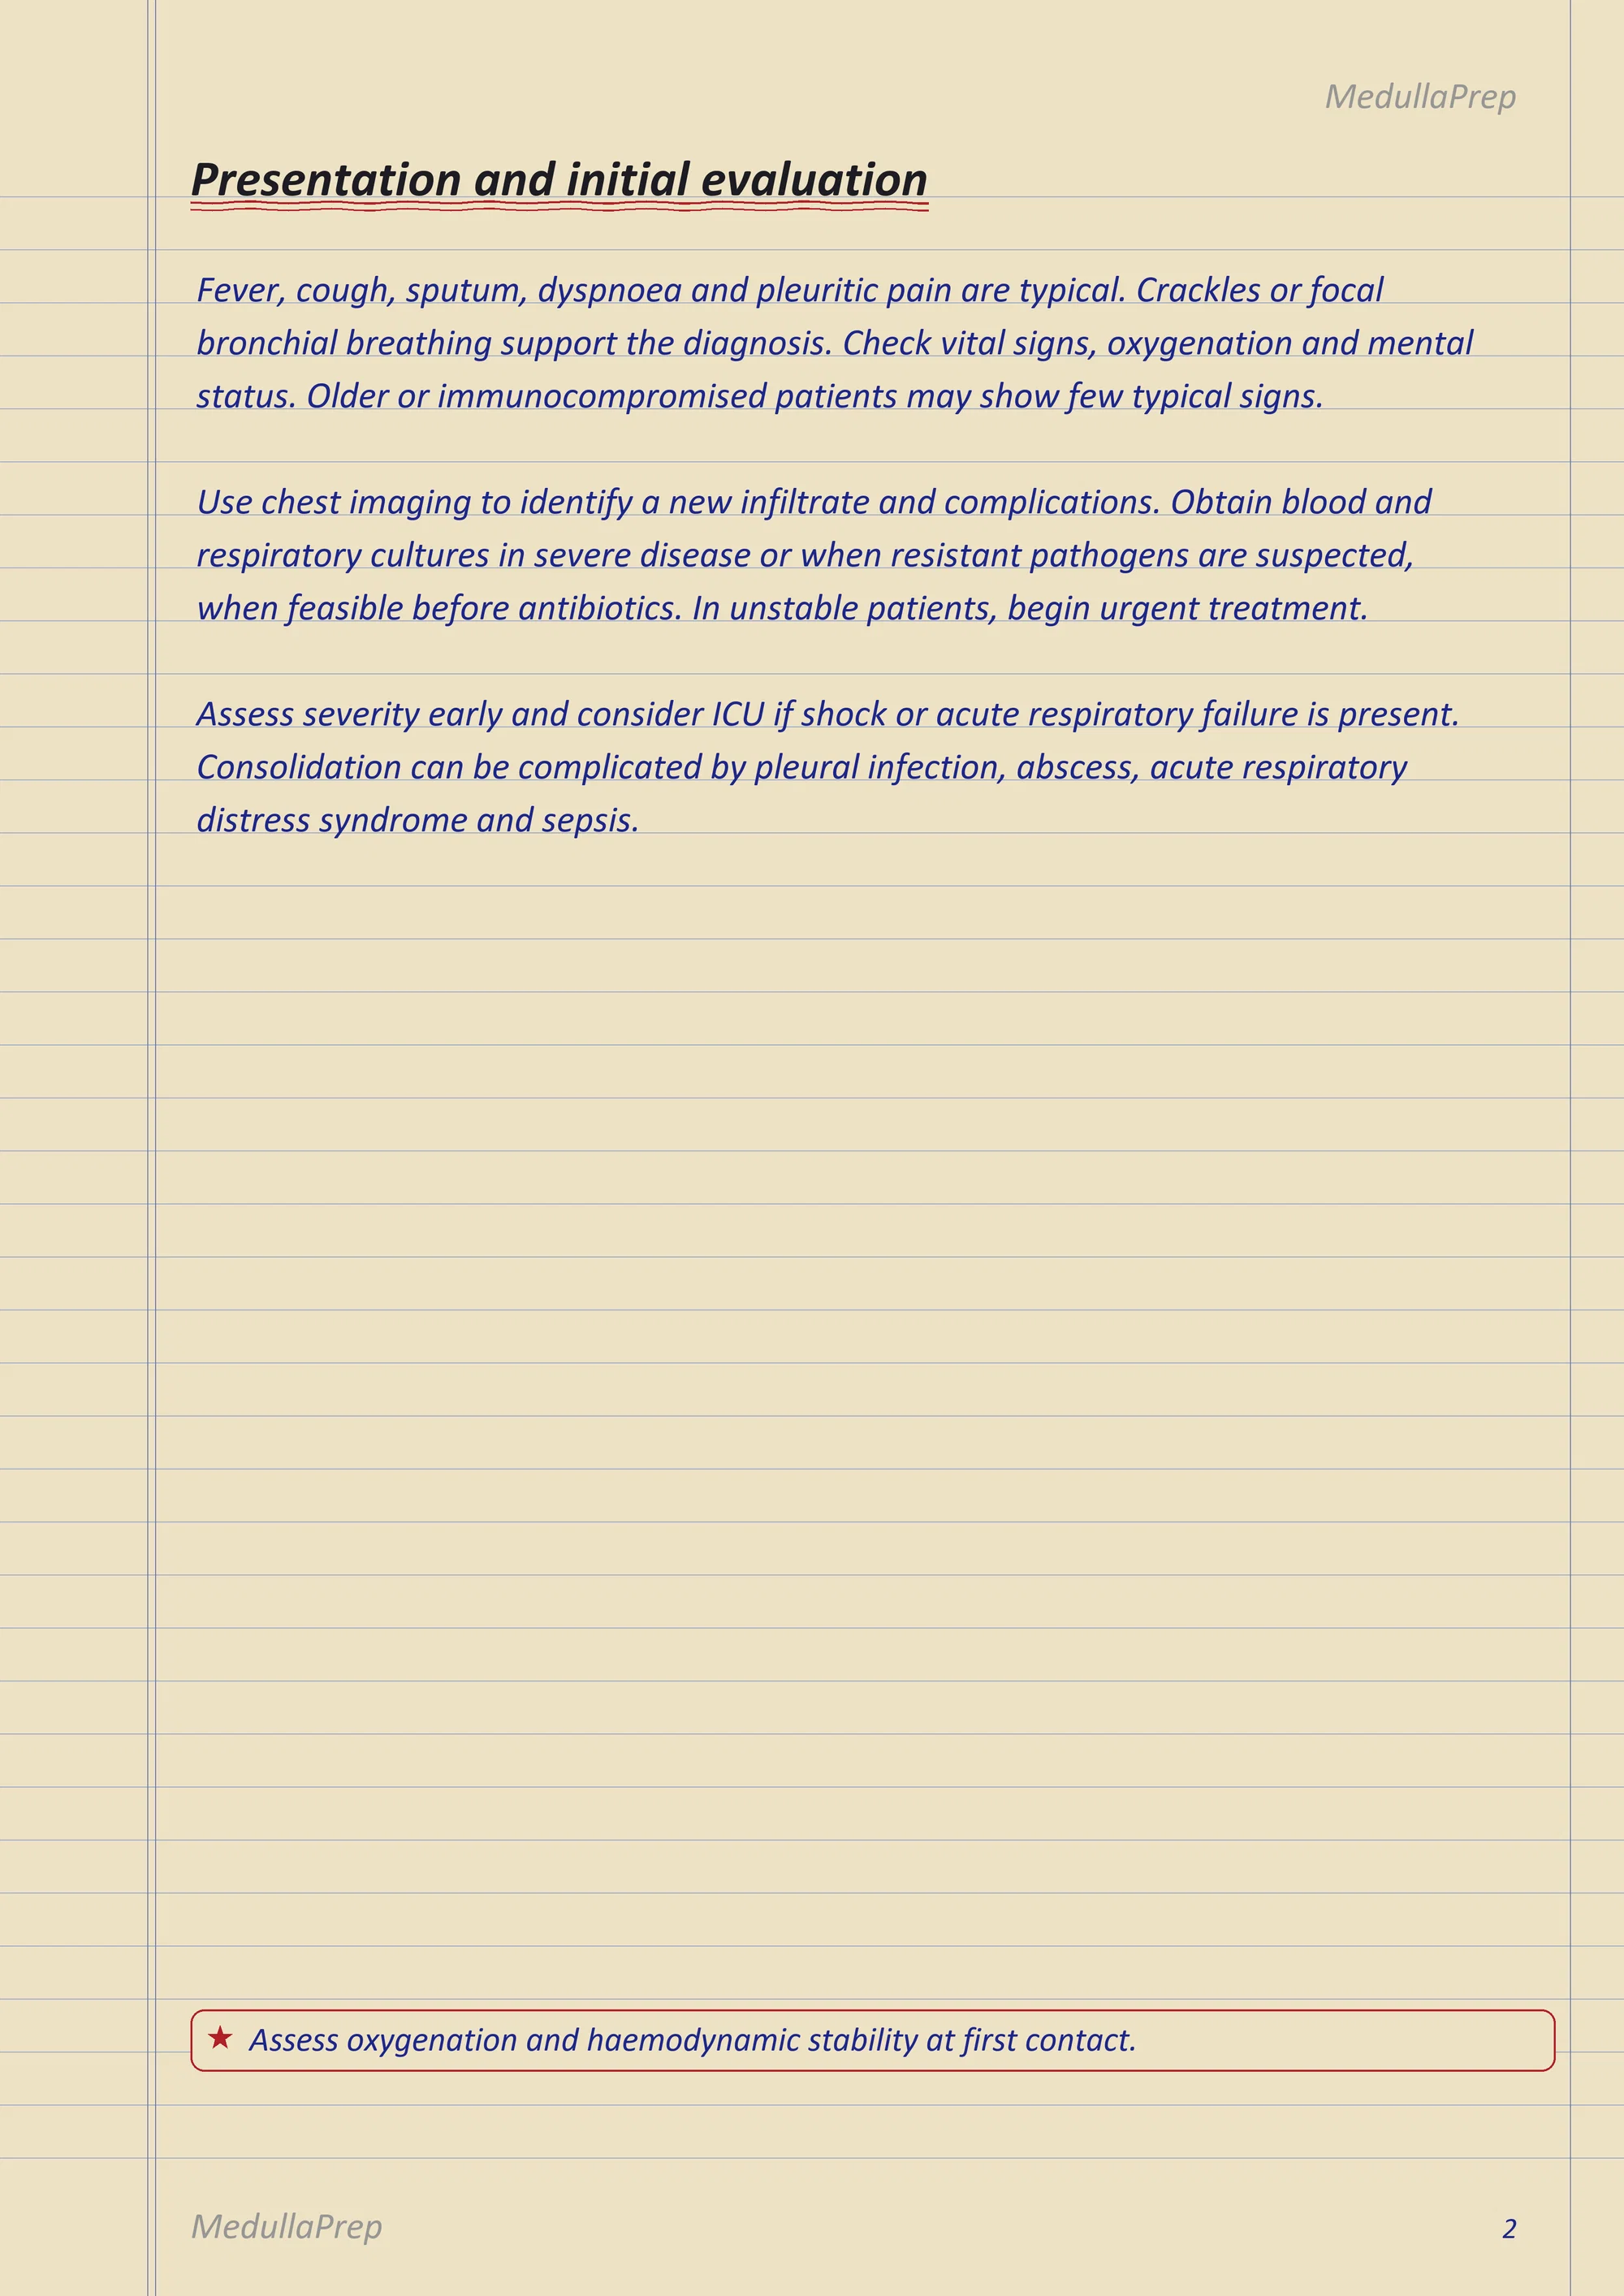 MedullaPrep
Presentation and initial evaluation
Fever, cough, sputum, dyspnoea and pleuritic pain are typical. Crackles or focal
bronchial breathing support the diagnosis. Check vital signs, oxygenation and mental
status. Older or immunocompromised patients may show few typical signs.
Use chest imaging to identify a new infiltrate and complications. Obtain blood and
respiratory cultures in severe disease or when resistant pathogens are suspected,
when feasible before antibiotics. In unstable patients, begin urgent treatment.
Assess severity early and consider ICU if shock or acute respiratory failure is present.
Consolidation can be complicated by pleural infection, abscess, acute respiratory
distress syndrome and sepsis.
★ Assess oxygenation and haemodynamic stability at first contact.
MedullaPrep
2